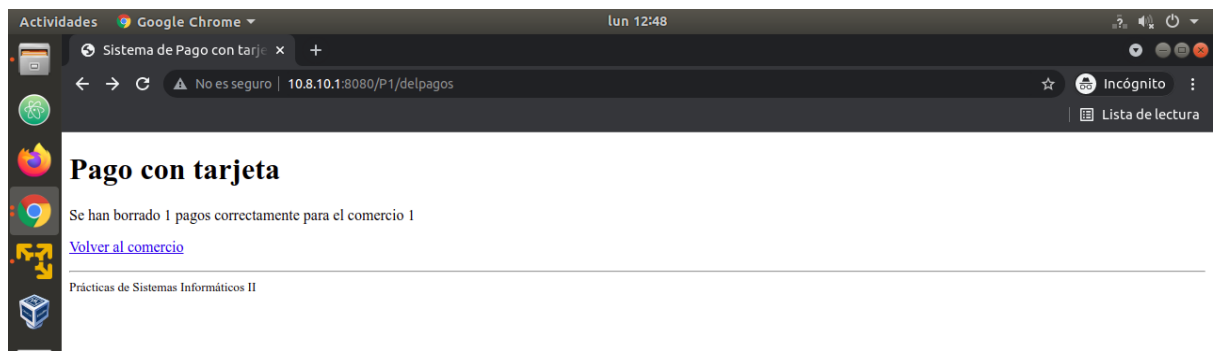 Actividades Google Chrome lun 12:48
Sistema de Pago con tarje
No es seguro | 10.8.10.1:8080/P1/delpagos Incógnito
Lista de lectura
Pago con tarjeta
Se han borrado 1 pagos correctamente para el comercio 1
Volver al comercio
Prácticas de Sistemas Informáticos II